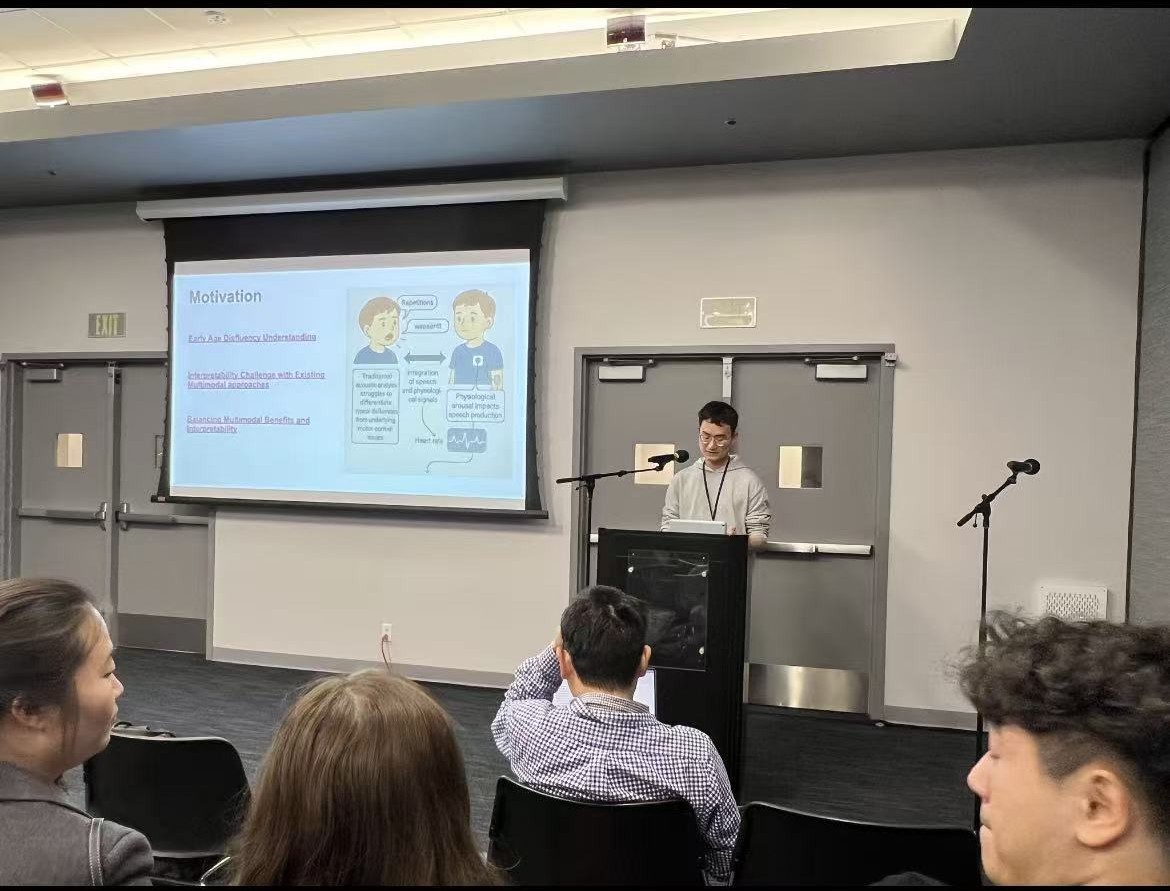 EXIT
Motivation
Early Age Disfluency Understanding
Interpretability Challenge with Existing
Multimodal approaches
Balancing Multimodal Benefits and
Interpretability
Repetitions
Traditional
acoustic analysis
struggles to
differentiate
from underlying
motor control
issues
Integration
of speech
and physiologi-
cal signals
Heart rate
Physiological
arousal impacts
speech production